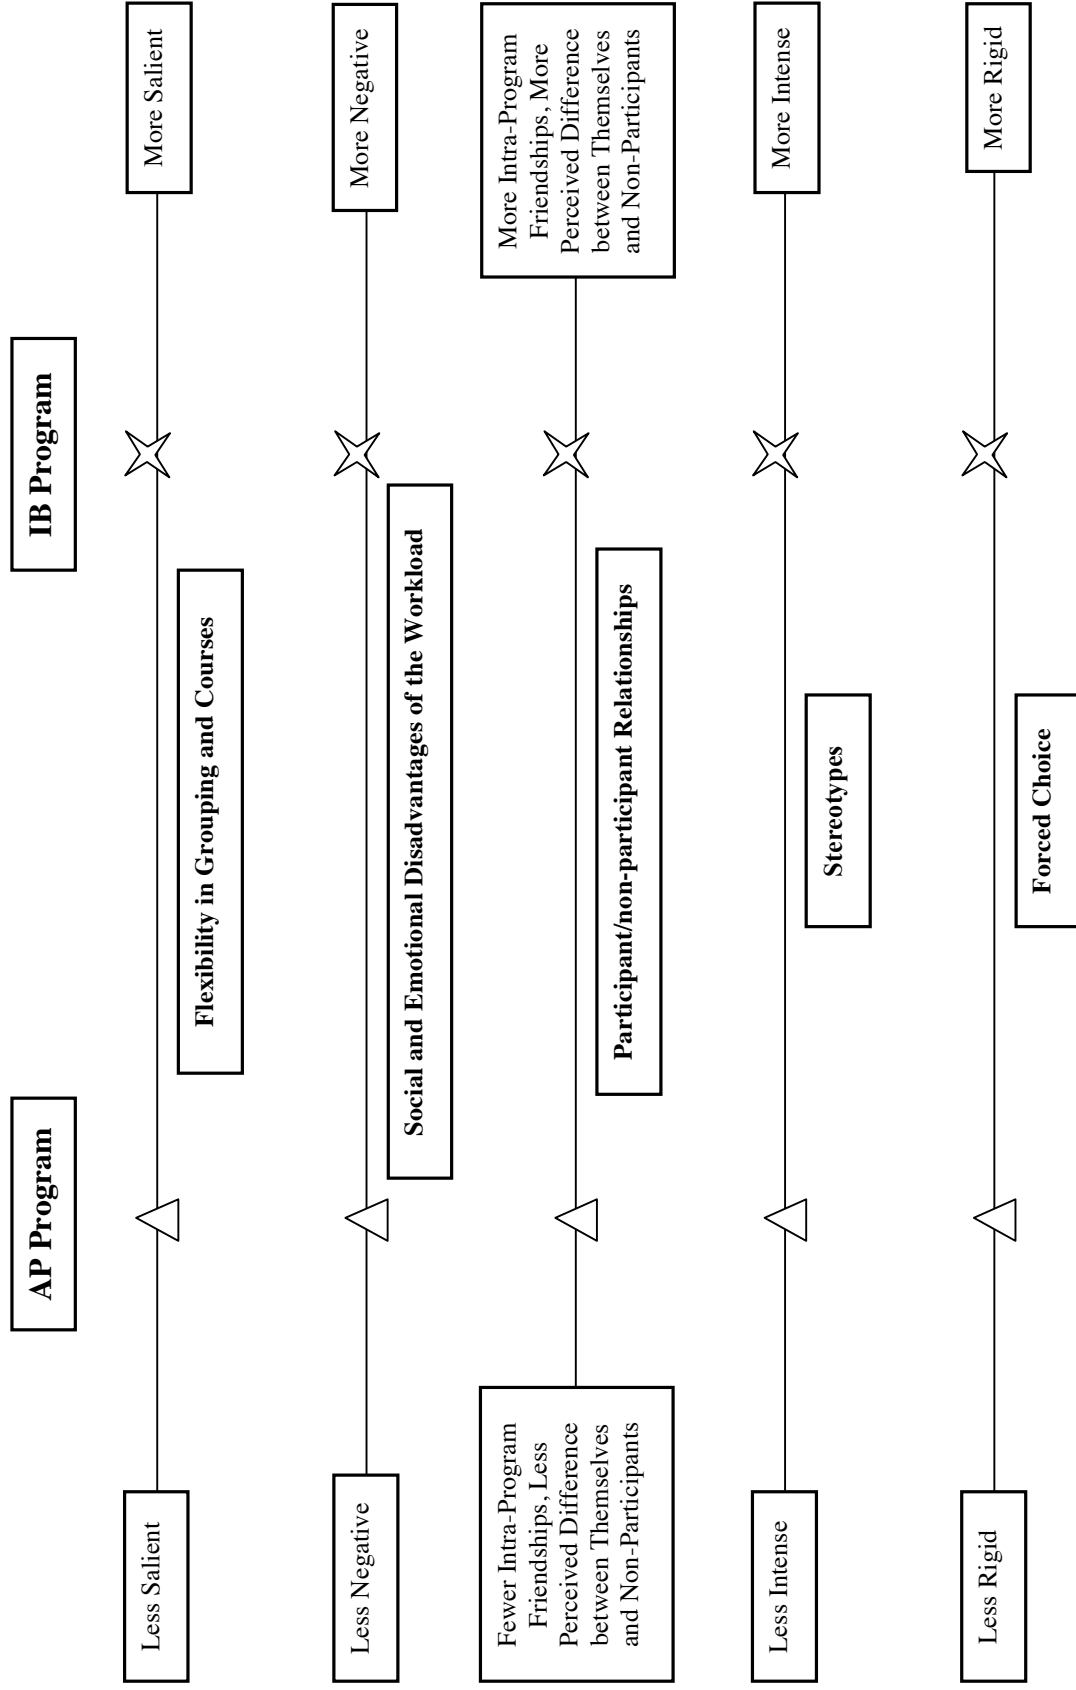 AP Program
IB Program
Less Salient
More Salient
Flexibility in Grouping and Courses
Less Negative
More Negative
Social and Emotional Disadvantages of the Workload
Fewer Intra-Program
Friendships, Less
Perceived Difference
between Themselves
and Non-Participants
More Intra-Program
Friendships, More
Perceived Difference
between Themselves
and Non-Participants
Participant/non-participant Relationships
Less Intense
More Intense
Stereotypes
Less Rigid
More Rigid
Forced Choice